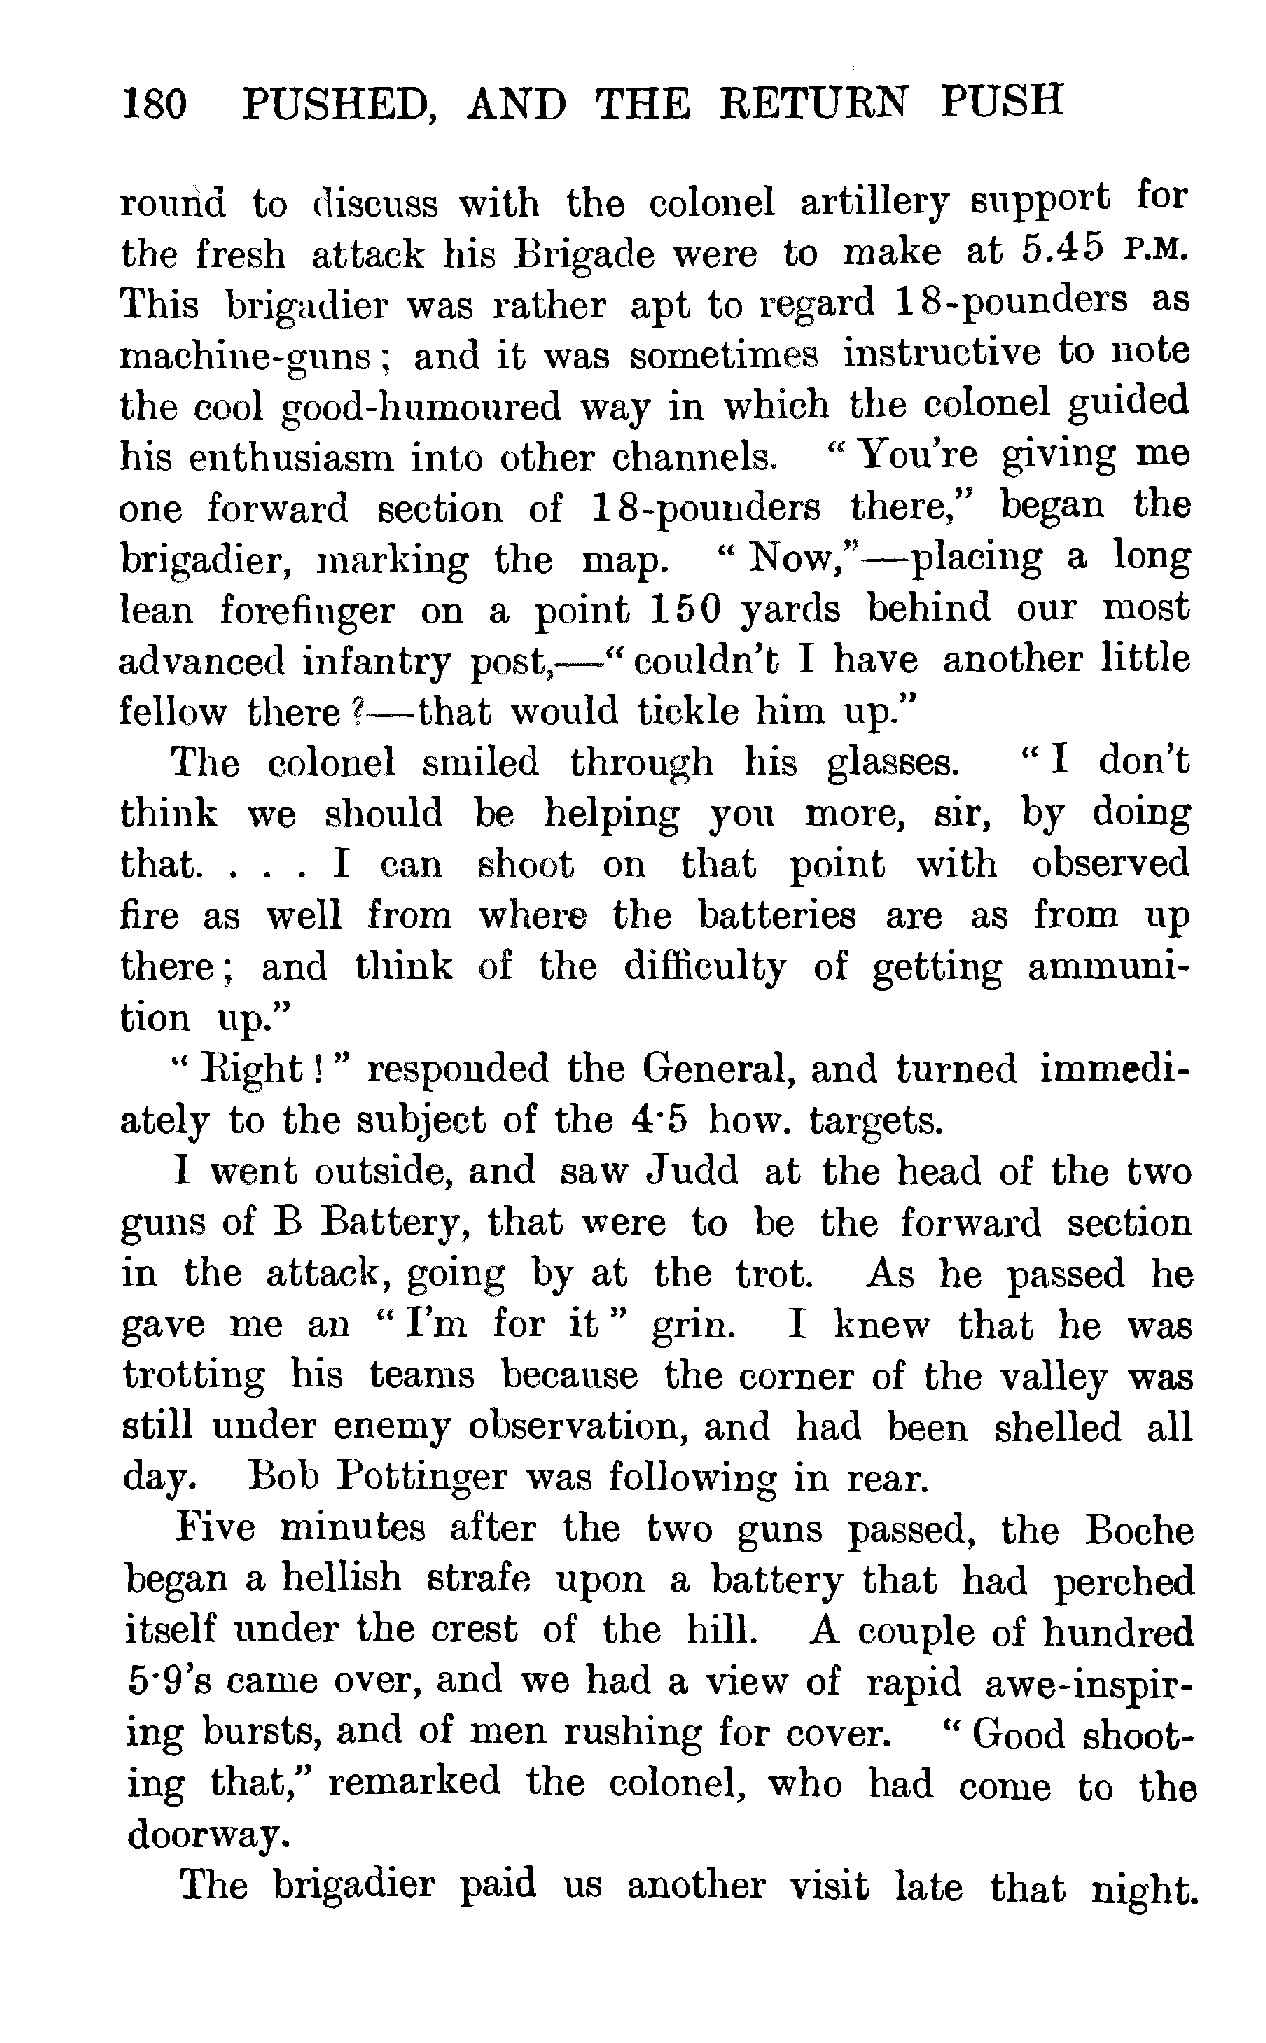 180 PUSHED, AND THE RETURN PUSH
round to discuss with the colonel artillery support for
the fresh attack his Brigade were to make at 5.45 P.M.
This brigadier was rather apt to regard 18-pounders as
machine-guns; and it was sometimes instructive to note
the cool good-humoured way in which the colonel guided
his enthusiasm into other channels. "You're giving me
one forward section of 18-pounders there," began the
brigadier, marking the map. "Now,"—placing a long
lean forefinger on a point 150 yards behind our most
advanced infantry post,—"couldn't I have another little
fellow there?—that would tickle him up."
The colonel smiled through his glasses. "I don't
think we should be helping you more, sir, by doing
that. . . . I can shoot on that point with observed
fire as well from where the batteries are as from up
there; and think of the difficulty of getting ammuni-
tion up."
"Right!" responded the General, and turned immedi-
ately to the subject of the 4·5 how. targets.
I went outside, and saw Judd at the head of the two
guns of B Battery, that were to be the forward section
in the attack, going by at the trot. As he passed he
gave me an "I'm for it" grin. I knew that he was
trotting his teams because the corner of the valley was
still under enemy observation, and had been shelled all
day. Bob Pottinger was following in rear.
Five minutes after the two guns passed, the Boche
began a hellish strafe upon a battery that had perched
itself under the crest of the hill. A couple of hundred
5·9's came over, and we had a view of rapid awe-inspir-
ing bursts, and of men rushing for cover. "Good shoot-
ing that," remarked the colonel, who had come to the
doorway.
The brigadier paid us another visit late that night.